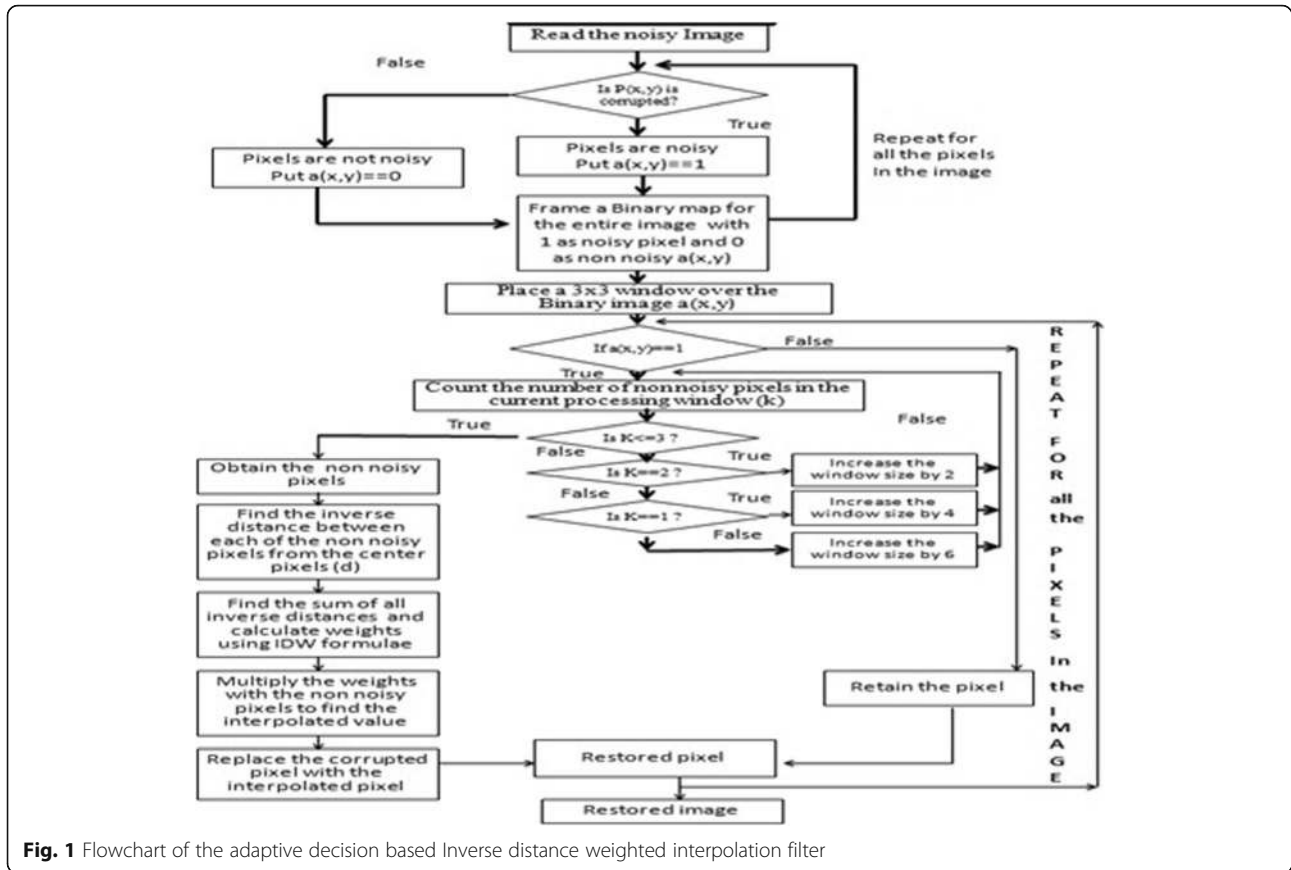 Read the noisy Image
False
Is P(x,y) is
corrupted?
True
Repeat for
all the pixels
In the image
Pixels are not noisy
Put a(x,y)==0
Pixels are noisy
Put a(x,y)==1
Frame a Binary map for
the entire image with
1 as noisy pixel and 0
as non noisy a(x,y)
Place a 3x3 window over the
Binary image a(x,y)
If a(x,y)==1
False
True
Count the number of nonnoisy pixels in the
current processing window (k)
False
True
Is K<=3 ?
False
True
Is K==2 ?
Increase the
window size by 2
False
True
Is K==1 ?
Increase the
window size by 4
False
Increase the
window size by 6
Obtain the non noisy
pixels
Find the inverse
distance between
each of the non noisy
pixels from the center
pixels (d)
Find the sum of all
inverse distances and
calculate weights
using IDW formulae
Multiply the weights
with the non noisy
pixels to find the
interpolated value
Replace the corrupted
pixel with the
interpolated pixel
Retain the pixel
Restored pixel
Restored image
REPEAT FOR all the PIXELS In the IMAGE
Fig. 1 Flowchart of the adaptive decision based Inverse distance weighted interpolation filter